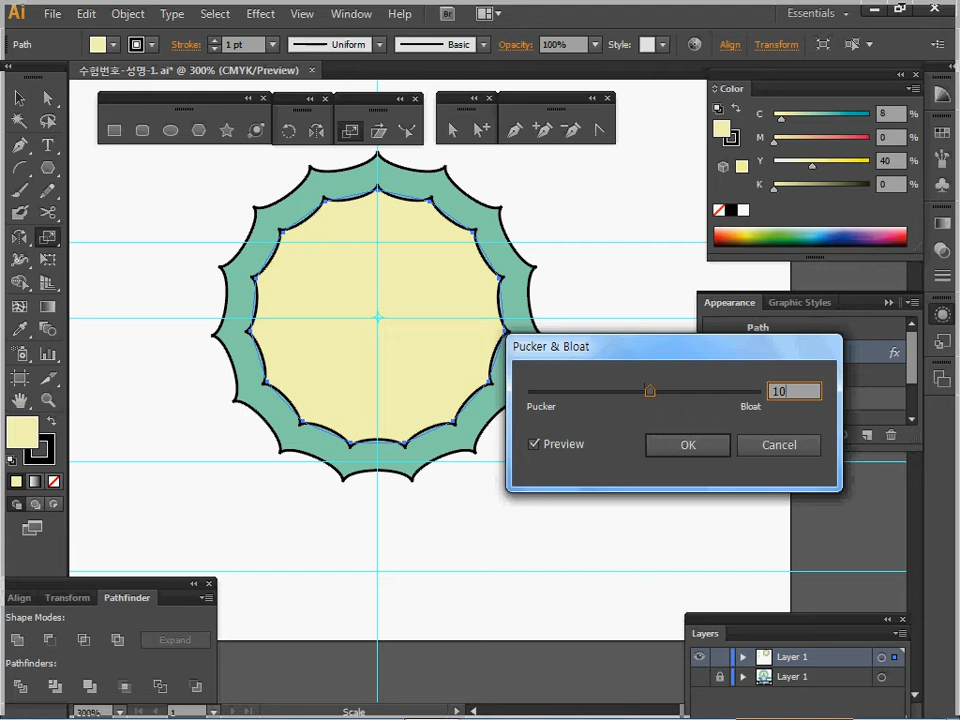 Ai File Edit Object Type Select Effect View Window Help Br Essentials
Path Stroke: 1 pt Uniform Basic Opacity: 100% Style: Align Transform
수험번호-성명-1. ai* @ 300% (CMYK/Preview)
Color
C 8 %
M 0 %
Y 40 %
K 0 %
Appearance Graphic Styles
Path
fx
Pucker & Bloat
10
Pucker Bloat
Preview OK Cancel
Align Transform Pathfinder
Shape Modes:
Expand
Pathfinders:
Layers
Layer 1
Layer 1
300% 1 Scale